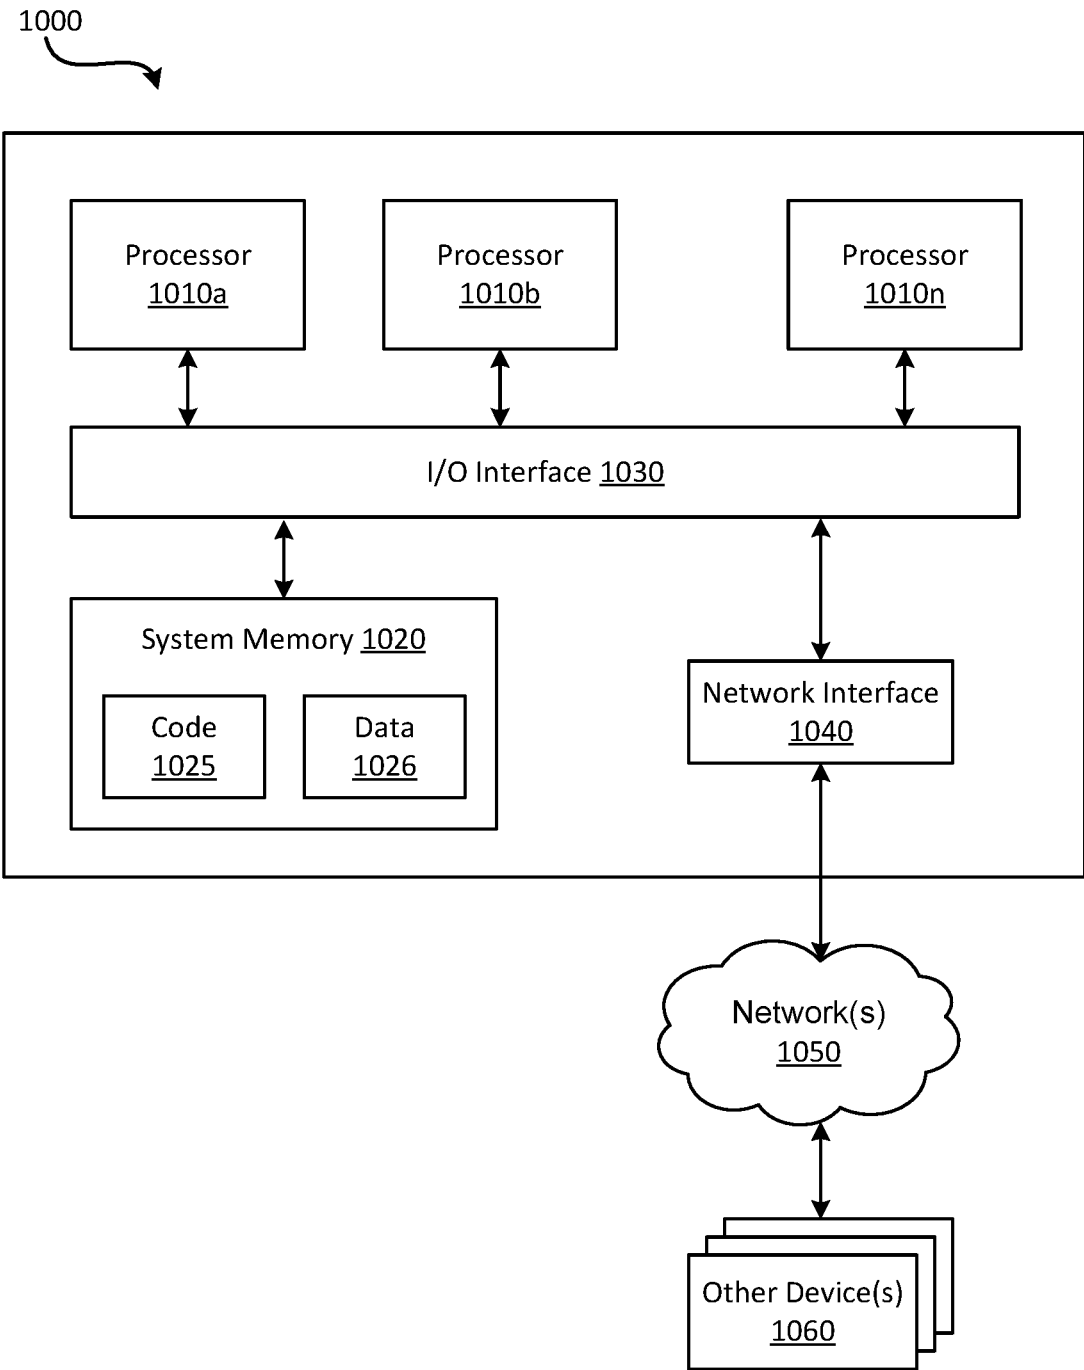 1000
Processor
1010a
Processor
1010b
Processor
1010n
I/O Interface 1030
System Memory 1020
Code
1025
Data
1026
Network Interface
1040
Network(s)
1050
Other Device(s)
1060